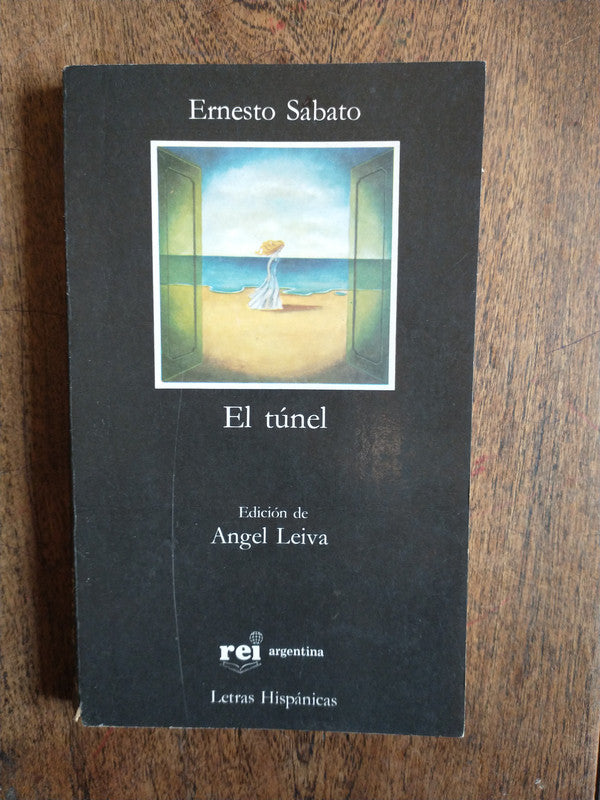 Ernesto Sabato
El túnel
Edición de
Angel Leiva
rei argentina
Letras Hispánicas